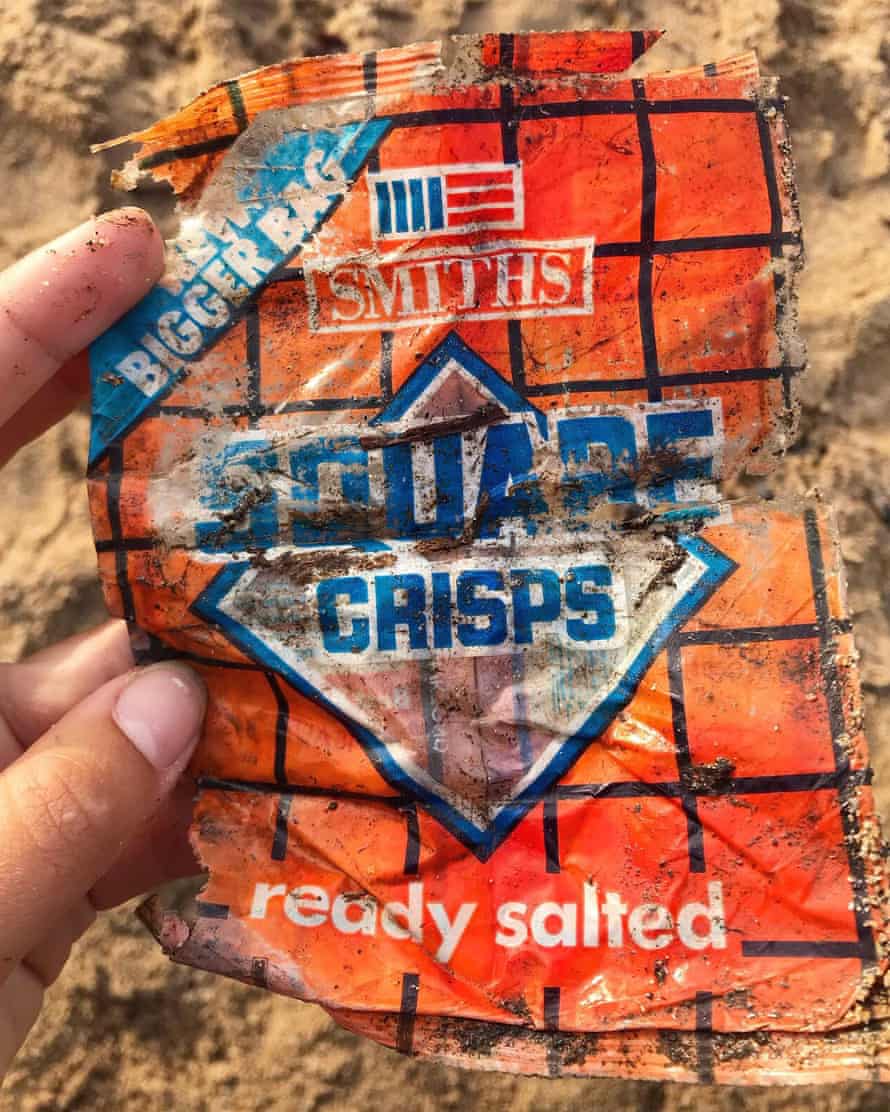 BIGGER BAG
SMITHS
SQUARE
CRISPS
ready salted